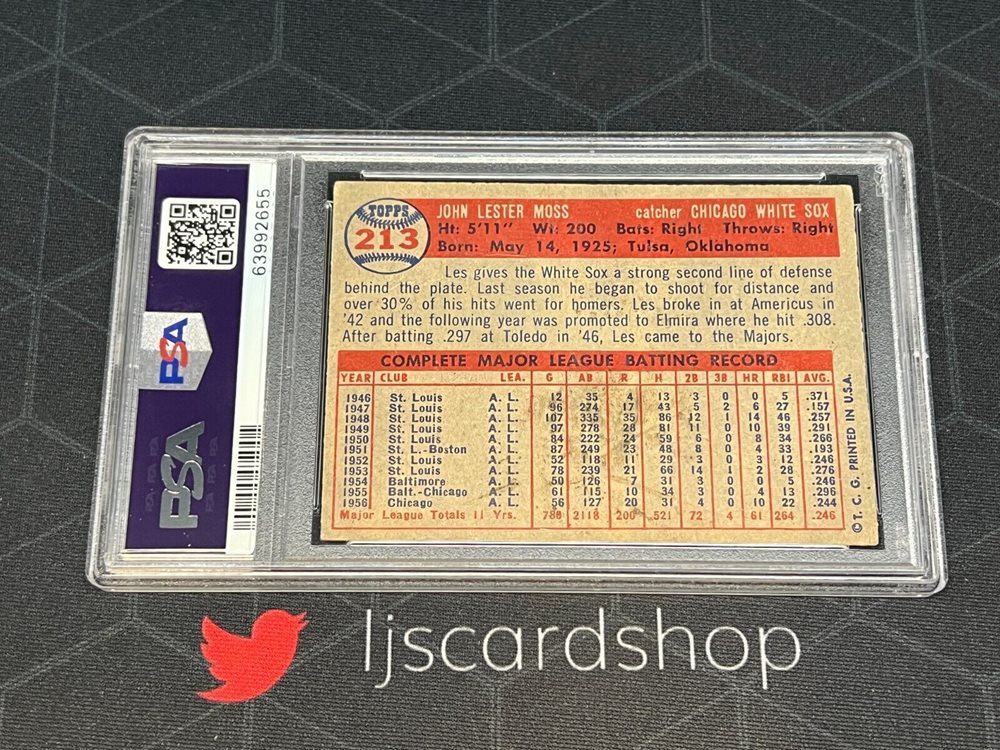 63992655
PSA
PSA
TOPPS
213
JOHN LESTER MOSS catcher CHICAGO WHITE SOX
Ht: 5'11" Wt: 200 Bats: Right Throws: Right
Born: May 14, 1925; Tulsa, Oklahoma
Les gives the White Sox a strong second line of defense
behind the plate. Last season he began to shoot for distance and
over 30% of his hits went for homers. Les broke in at Americus in
'42 and the following year was promoted to Elmira where he hit .308.
After batting .297 at Toledo in '46, Les came to the Majors.
COMPLETE MAJOR LEAGUE BATTING RECORD
YEAR CLUB LEA. G AB R H 2B 3B HR RBI AVG.
1946 St. Louis A. L. 12 35 4 13 3 0 0 5 .371
1947 St. Louis A. L. 96 274 17 43 5 2 6 27 .157
1948 St. Louis A. L. 107 335 35 86 12 1 14 46 .257
1949 St. Louis A. L. 97 278 28 81 11 0 10 39 .291
1950 St. Louis A. L. 84 222 24 59 6 0 8 34 .266
1951 St. L.-Boston A. L. 87 249 23 48 8 0 4 33 .193
1952 St. Louis A. L. 52 118 11 29 3 0 3 12 .246
1953 St. Louis A. L. 78 239 21 66 14 1 2 28 .276
1954 Baltimore A. L. 50 126 7 31 3 0 0 5 .246
1955 Balt.-Chicago A. L. 61 115 10 34 3 0 4 13 .296
1956 Chicago A. L. 56 127 20 31 4 0 10 22 .244
Major League Totals 11 Yrs. 780 2118 200 521 72 4 61 264 .246
© T. C. G. PRINTED IN U.S.A.
ljscardshop